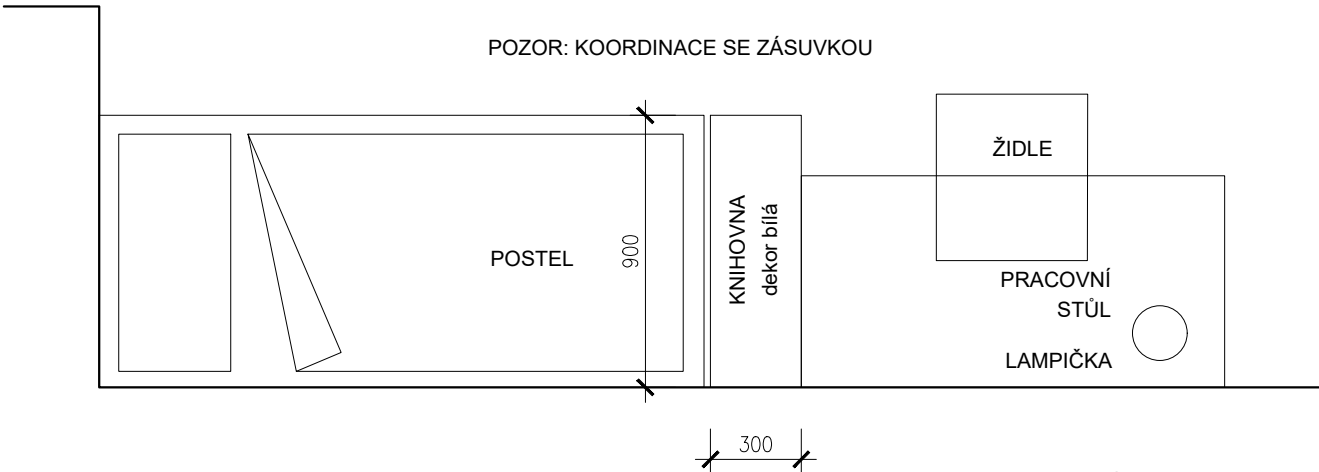 POZOR: KOORDINACE SE ZÁSUVKOU
ŽIDLE
POSTEL
900
KNIHOVNA
dekor bílá
PRACOVNÍ
STŮL
LAMPIČKA
300